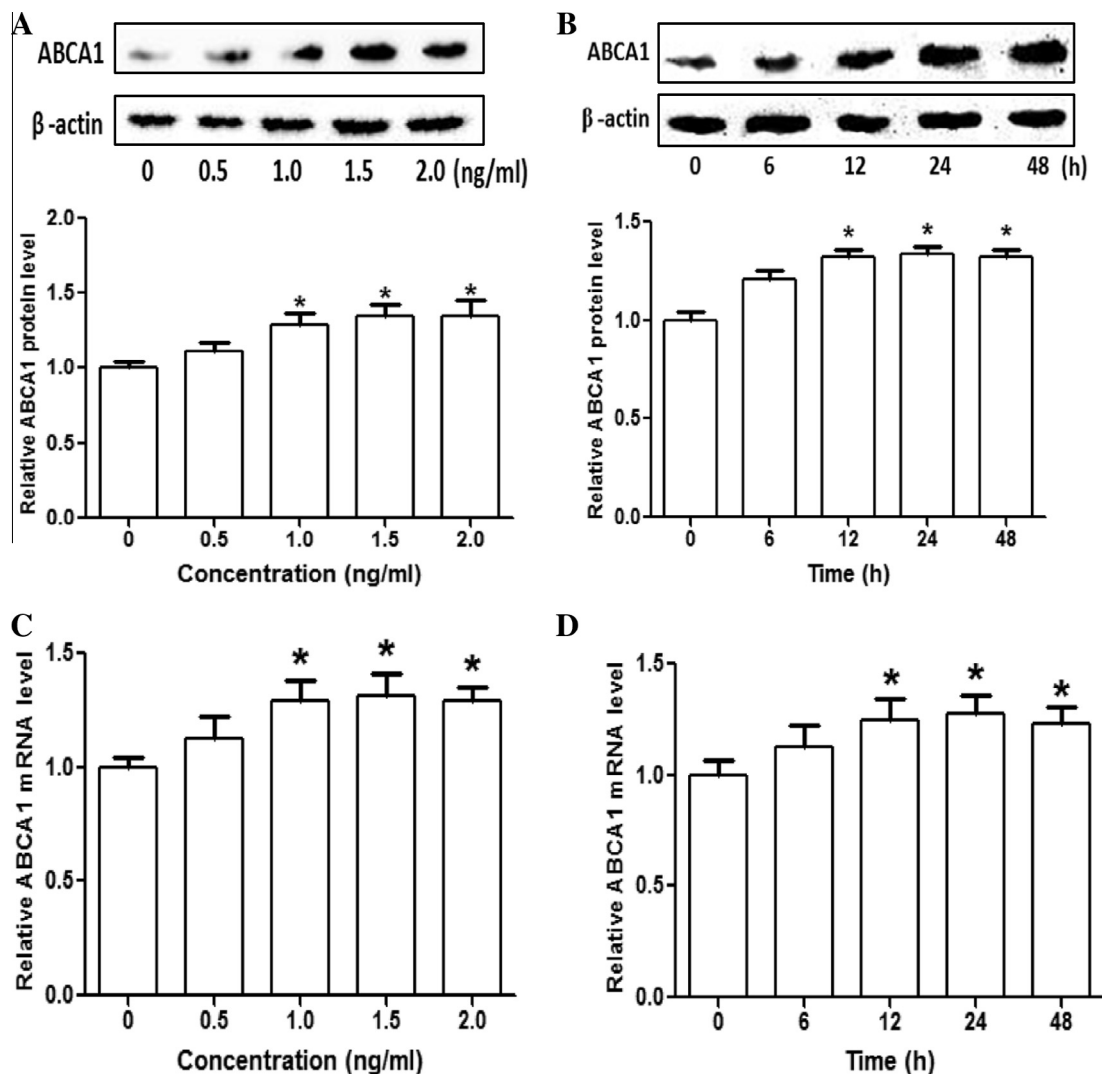 A
ABCA1
β-actin
0 0.5 1.0 1.5 2.0 (ng/ml)
Relative ABCA1 protein level
2.0
1.5
1.0
0.5
0.0
* * *
0 0.5 1.0 1.5 2.0
Concentration (ng/ml)
B
ABCA1
β-actin
0 6 12 24 48 (h)
Relative ABCA1 protein level
1.5
1.0
0.5
0.0
* * *
0 6 12 24 48
Time (h)
C
Relative ABCA1 mRNA level
1.5
1.0
0.5
0.0
* * *
0 0.5 1.0 1.5 2.0
Concentration (ng/ml)
D
Relative ABCA1 mRNA level
1.5
1.0
0.5
0.0
* * *
0 6 12 24 48
Time (h)